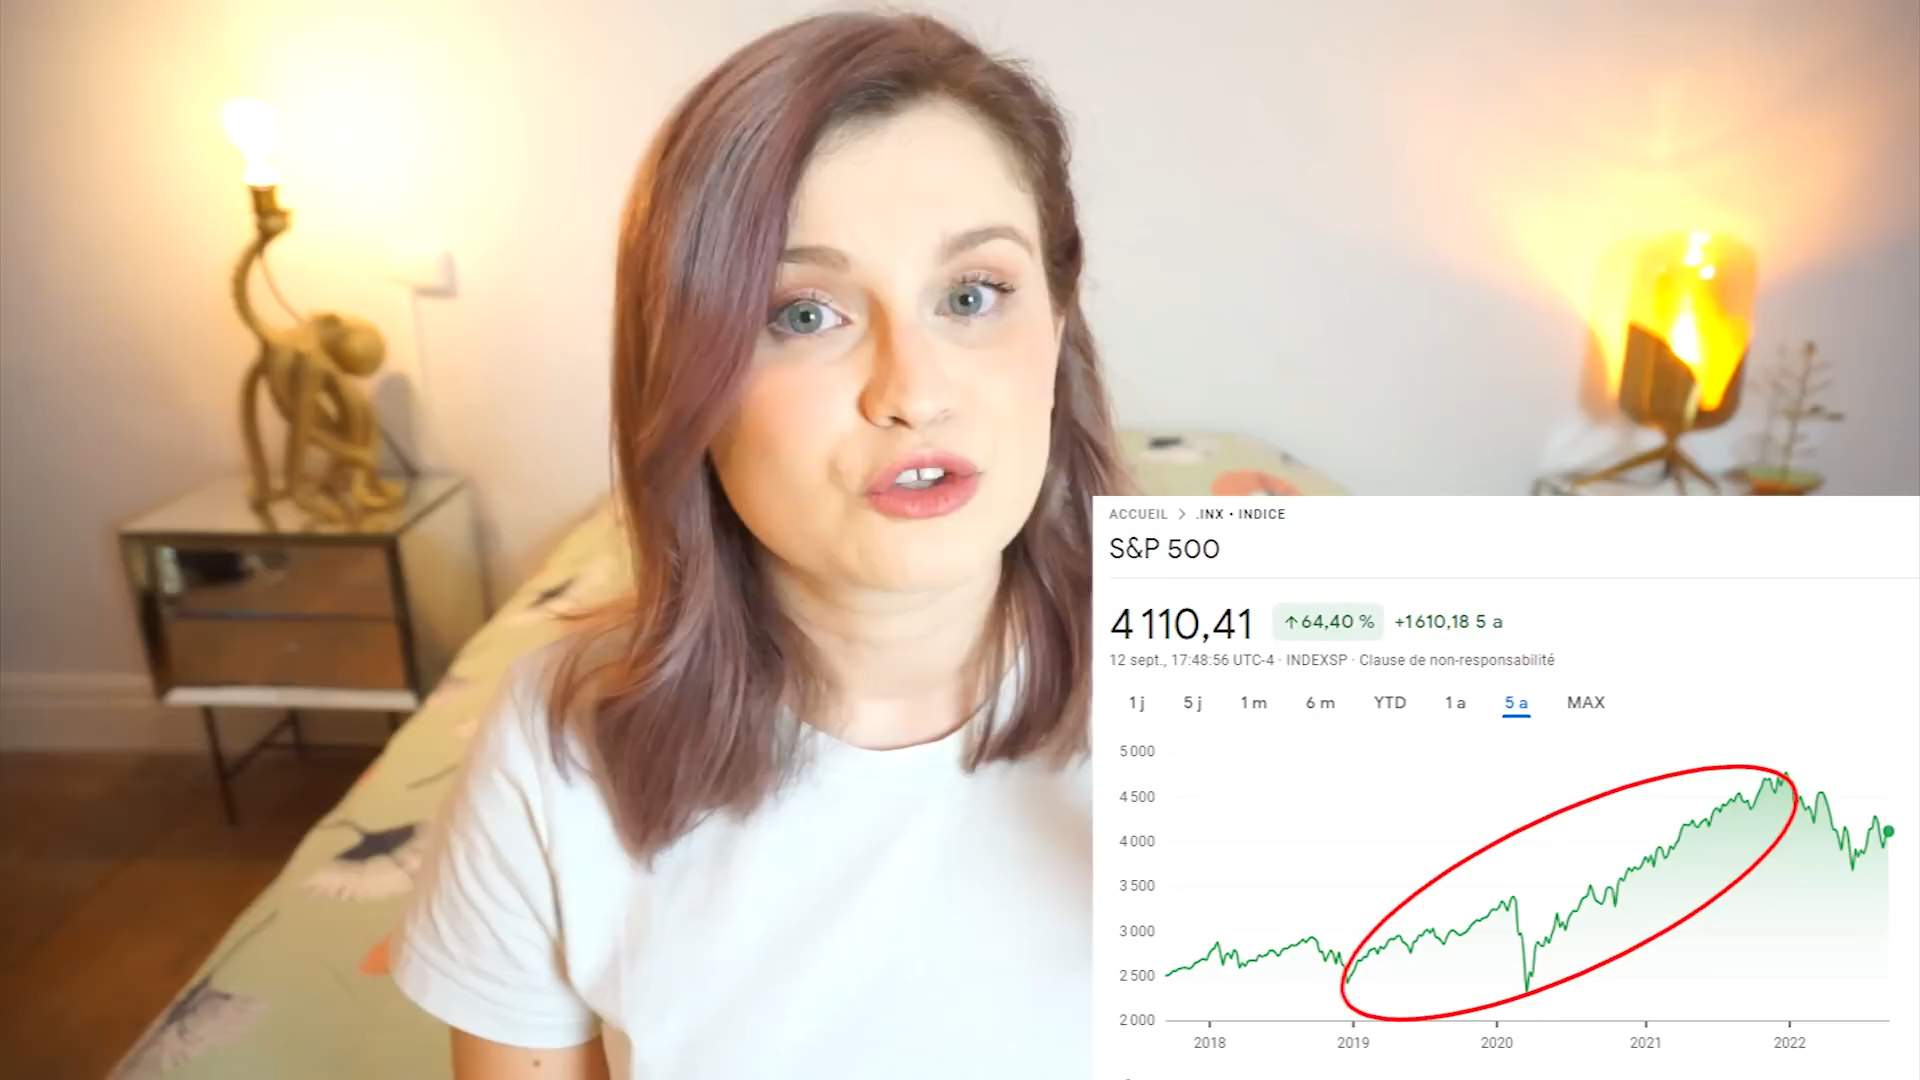 ACCUEIL > .INX • INDICE
S&P 500
4 110,41 ↑ 64,40 % +1 610,18 5 a
12 sept., 17:48:56 UTC-4 · INDEXSP · Clause de non-responsabilité
1 j 5 j 1 m 6 m YTD 1 a 5 a MAX
5 000
4 500
4 000
3 500
3 000
2 500
2 000
2018 2019 2020 2021 2022